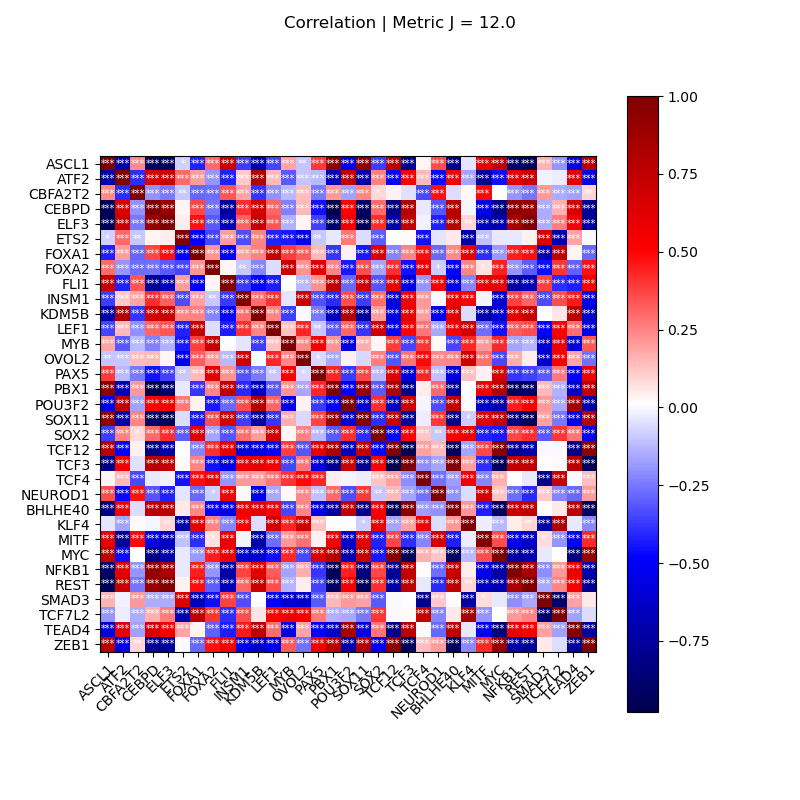 Correlation | Metric J = 12.0
ASCL1
ATF2
CBFA2T2
CEBPD
ELF3
ETS2
FOXA1
FOXA2
FLI1
INSM1
KDM5B
LEF1
MYB
OVOL2
PAX5
PBX1
POU3F2
SOX11
SOX2
TCF12
TCF3
TCF4
NEUROD1
BHLHE40
KLF4
MITF
MYC
NFKB1
REST
SMAD3
TCF7L2
TEAD4
ZEB1
ASCL1
ATF2
CBFA2T2
CEBPD
ELF3
ETS2
FOXA1
FOXA2
FLI1
INSM1
KDM5B
LEF1
MYB
OVOL2
PAX5
PBX1
POU3F2
SOX11
SOX2
TCF12
TCF3
TCF4
NEUROD1
BHLHE40
KLF4
MITF
MYC
NFKB1
REST
SMAD3
TCF7L2
TEAD4
ZEB1
1.00
0.75
0.50
0.25
0.00
−0.25
−0.50
−0.75